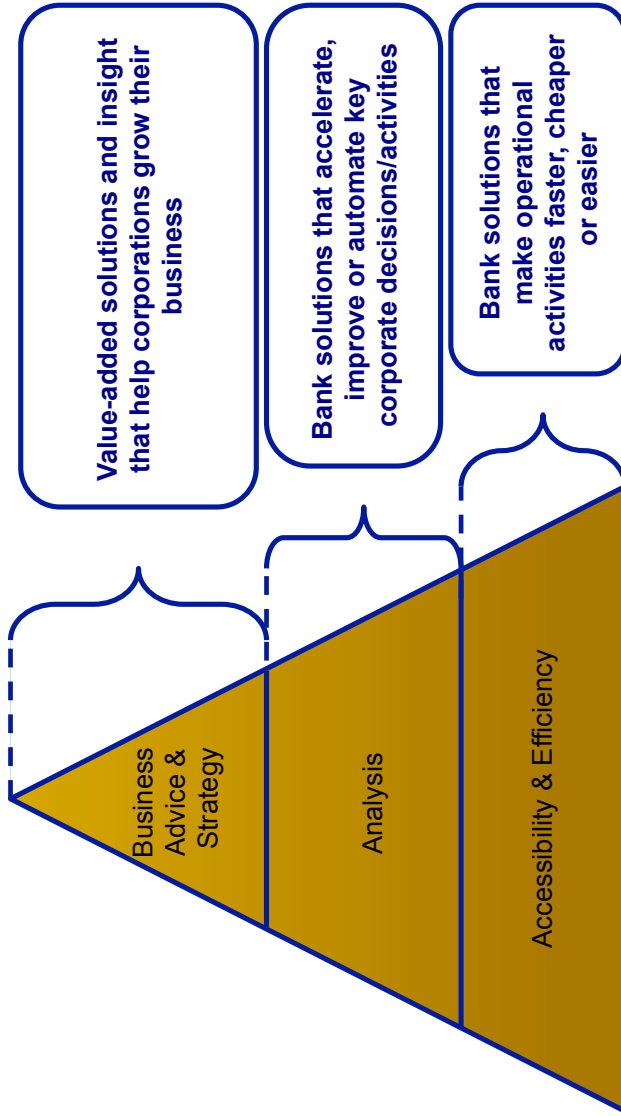 Business
Advice &
Strategy
Value-added solutions and insight
that help corporations grow their
business
Analysis
Bank solutions that accelerate,
improve or automate key
corporate decisions/activities
Accessibility & Efficiency
Bank solutions that
make operational
activities faster, cheaper
or easier